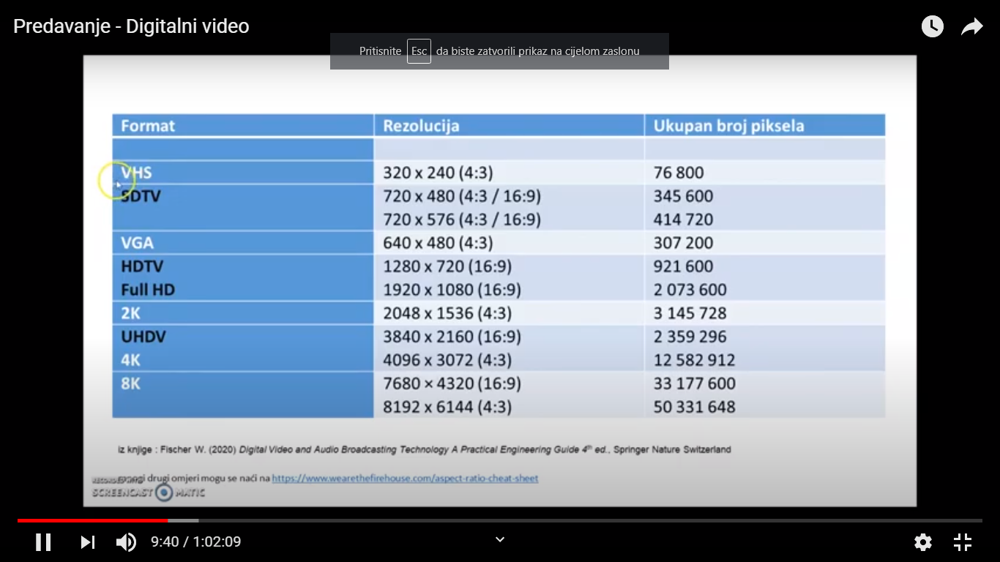 Predavanje - Digitalni video
Pritisnite Esc da biste zatvorili prikaz na cijelom zaslonu
Format Rezolucija Ukupan broj piksela
VHS 320 x 240 (4:3) 76 800
SDTV 720 x 480 (4:3 / 16:9) 345 600
720 x 576 (4:3 / 16:9) 414 720
VGA 640 x 480 (4:3) 307 200
HDTV 1280 x 720 (16:9) 921 600
Full HD 1920 x 1080 (16:9) 2 073 600
2K 2048 x 1536 (4:3) 3 145 728
UHDV 3840 x 2160 (16:9) 2 359 296
4K 4096 x 3072 (4:3) 12 582 912
8K 7680 × 4320 (16:9) 33 177 600
8192 x 6144 (4:3) 50 331 648
iz knjige : Fischer W. (2020) Digital Video and Audio Broadcasting Technology A Practical Engineering Guide 4th ed., Springer Nature Switzerland
drugi omjeri mogu se naći na https://www.wearethefirehouse.com/aspect-ratio-cheat-sheet
SCREENCAST MATIC
9:40 / 1:02:09